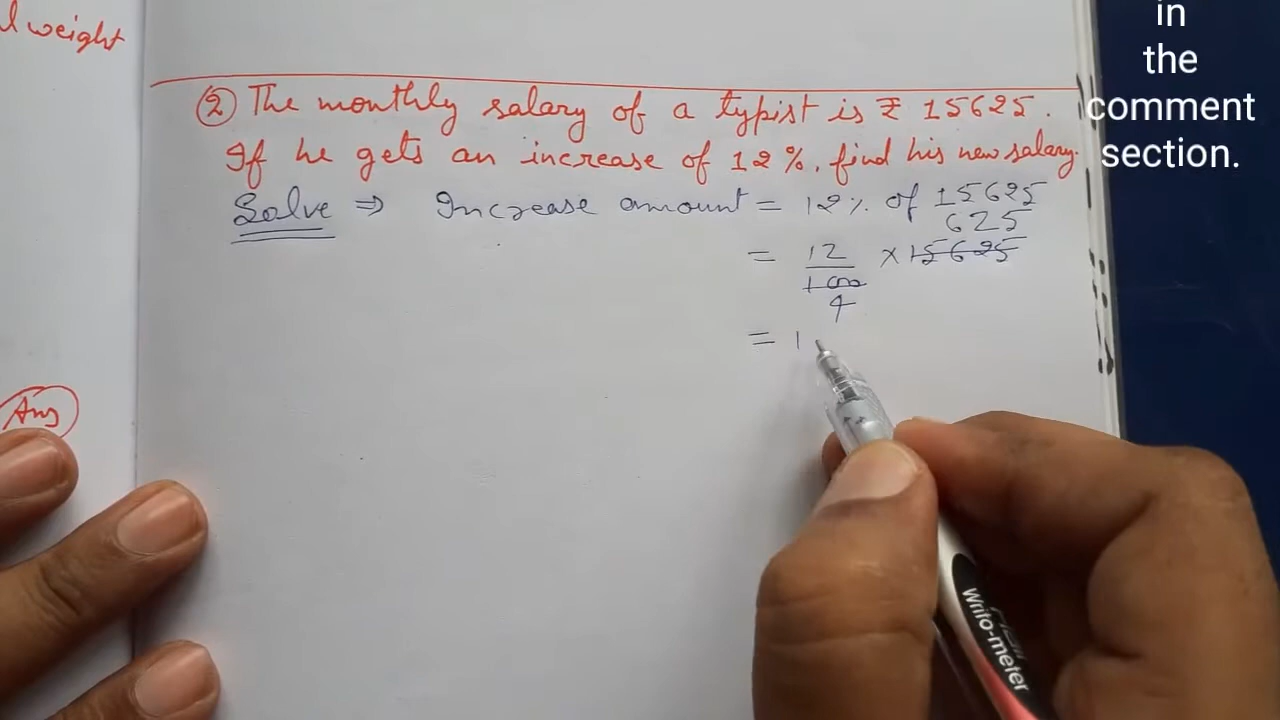 l weight
in
the
comment
section.
② The monthly salary of a typist is ₹ 15625.
If he gets an increase of 12%, find his new salary.
Solve ⇒ Increase amount = 12% of 15625
625
= 12/100 × 15625
4
= 1
Ans
Writo-meter